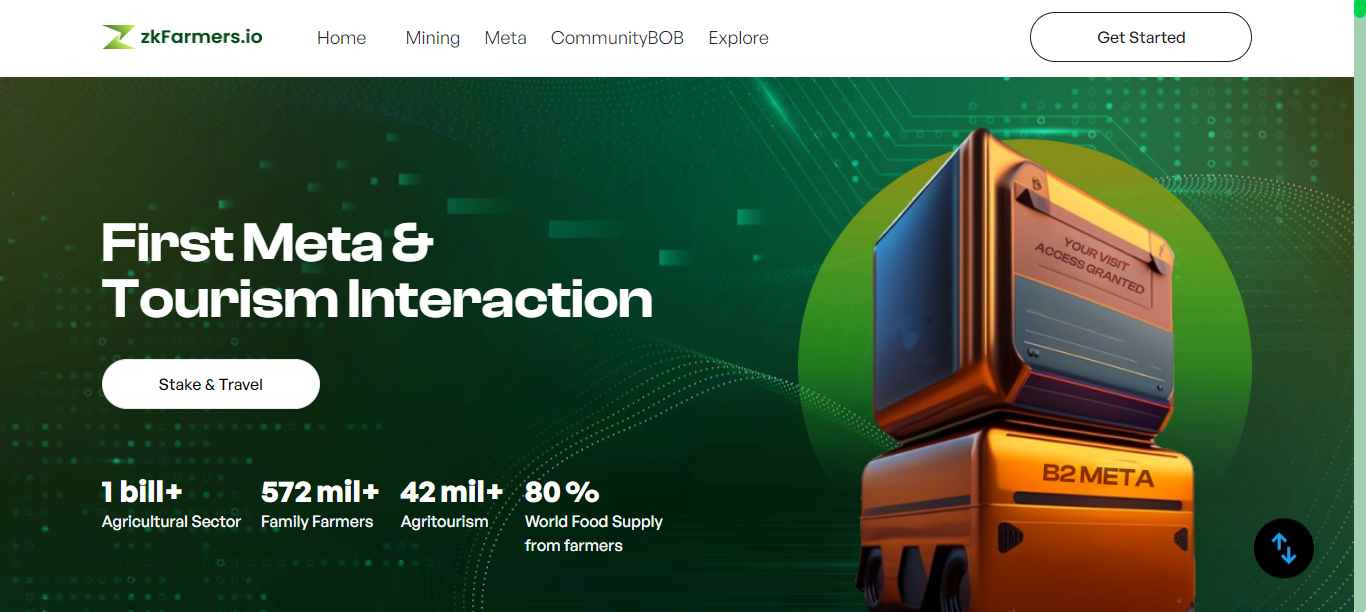 zkFarmers.io
Home
Mining
Meta
CommunityBOB
Explore
Get Started
First Meta &
Tourism Interaction
Stake & Travel
1 bill+
Agricultural Sector
572 mil+
Family Farmers
42 mil+
Agritourism
80 %
World Food Supply
from farmers
YOUR VISIT
ACCESS GRANTED
B2 META